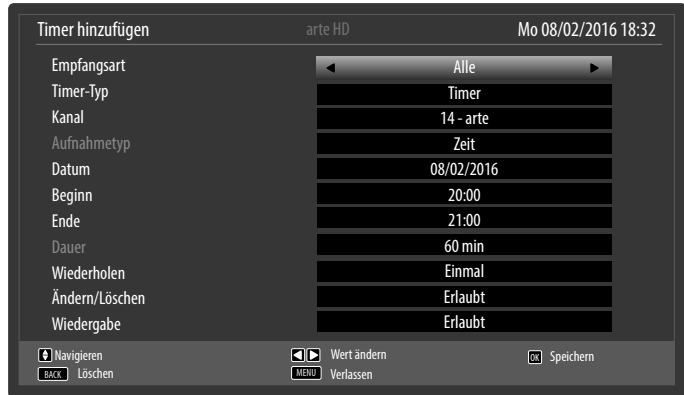 Timer hinzufügen arte HD Mo 08/02/2016 18:32
Empfangsart Alle
Timer-Typ Timer
Kanal 14 - arte
Aufnahmetyp Zeit
Datum 08/02/2016
Beginn 20:00
Ende 21:00
Dauer 60 min
Wiederholen Einmal
Ändern/Löschen Erlaubt
Wiedergabe Erlaubt
Navigieren Wert ändern OK Speichern
BACK Löschen MENU Verlassen